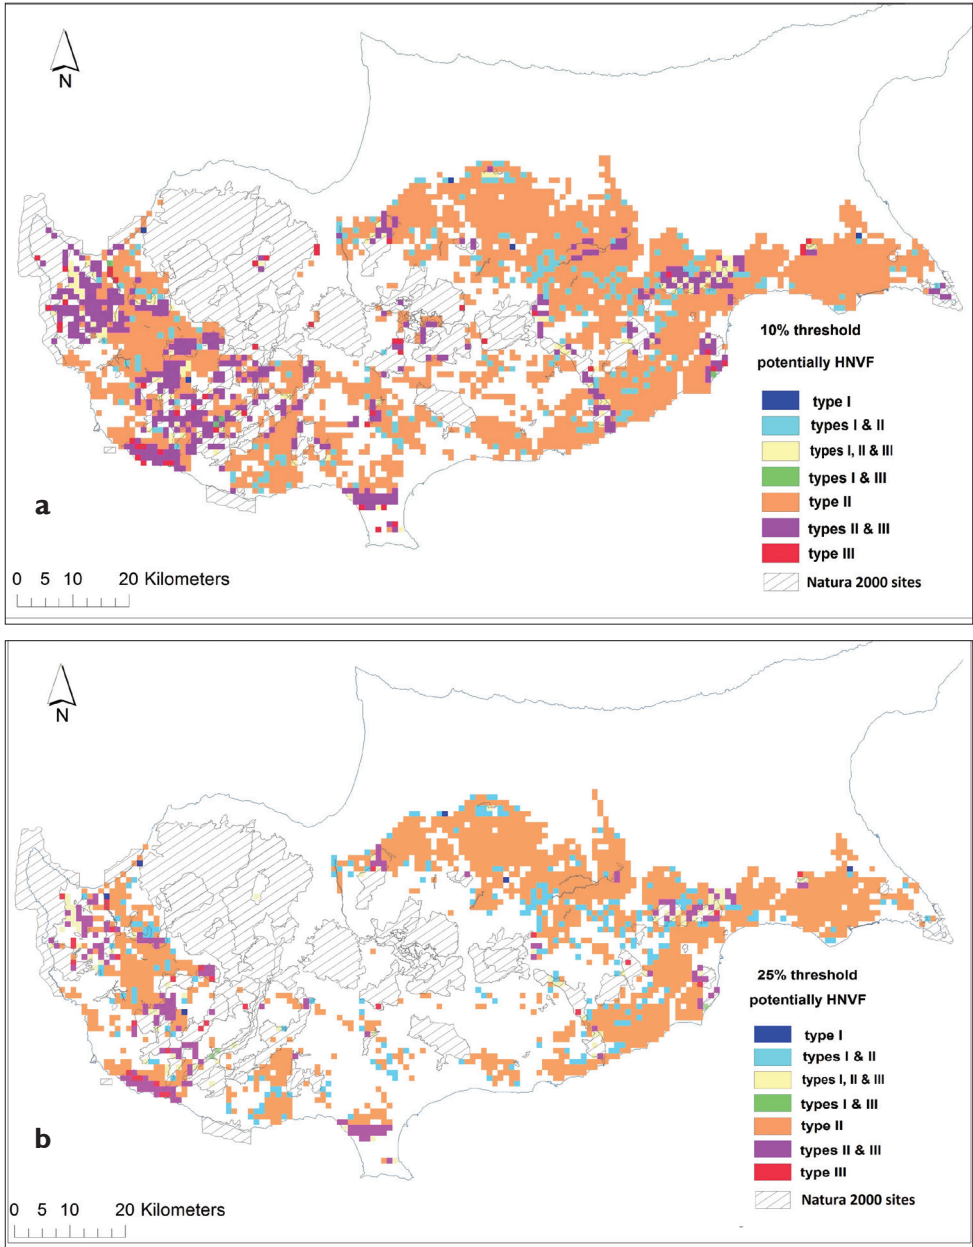 N
10% threshold
potentially HNVF
type I
types I & II
types I, II & III
types I & III
type II
types II & III
type III
Natura 2000 sites
a
0 5 10 20 Kilometers
N
25% threshold
potentially HNVF
type I
types I & II
types I, II & III
types I & III
type II
types II & III
type III
Natura 2000 sites
b
0 5 10 20 Kilometers